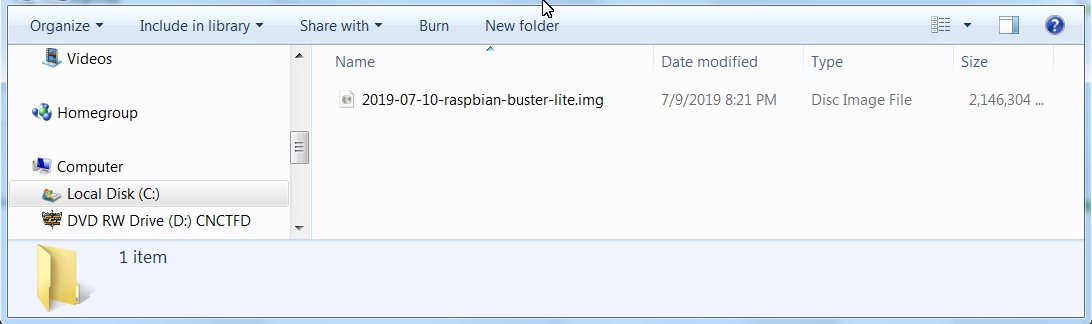 Organize Include in library Share with Burn New folder
Name Date modified Type Size
Videos
2019-07-10-raspbian-buster-lite.img 7/9/2019 8:21 PM Disc Image File 2,146,304 ...
Homegroup
Computer
Local Disk (C:)
DVD RW Drive (D:) CNCTFD
1 item